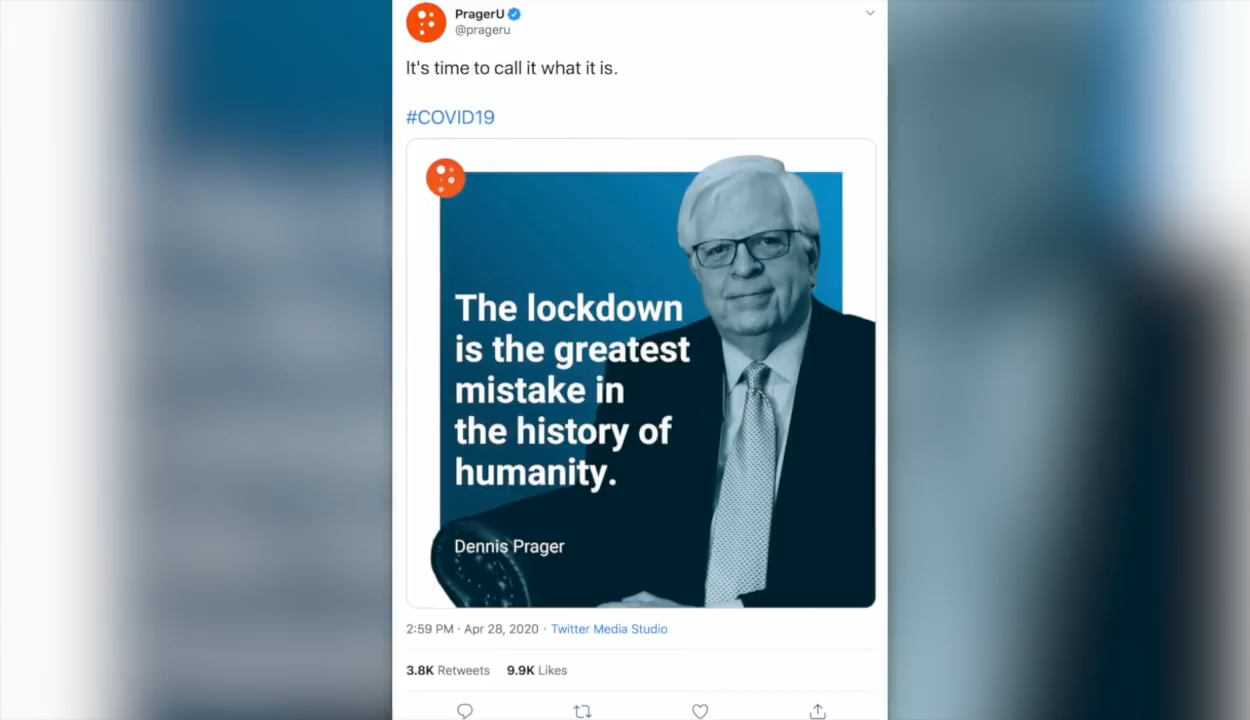 PragerU
@prageru
It's time to call it what it is.
#COVID19
The lockdown
is the greatest
mistake in
the history of
humanity.
Dennis Prager
2:59 PM · Apr 28, 2020 · Twitter Media Studio
3.8K Retweets 9.9K Likes